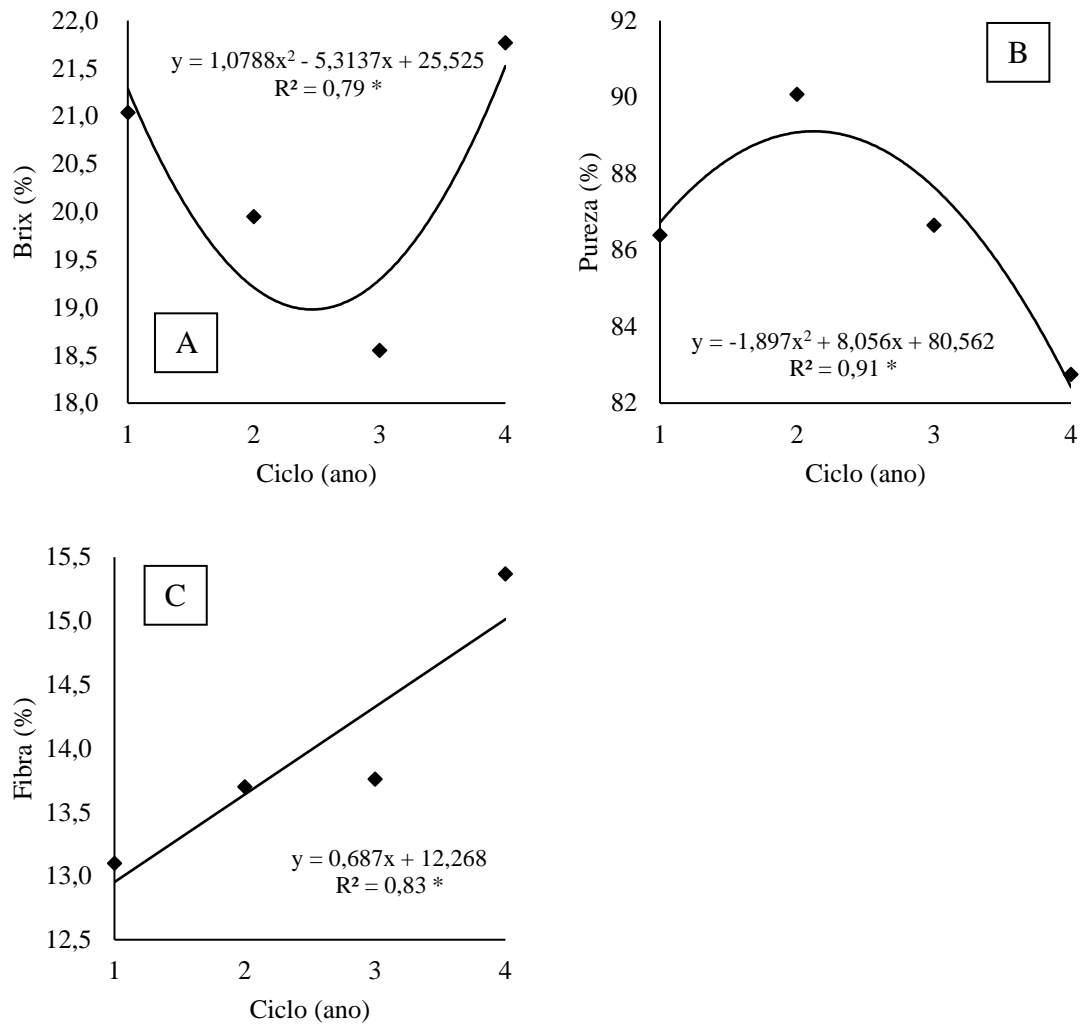 22,0
21,5
21,0
20,5
20,0
19,5
19,0
18,5
18,0
Brix (%)
y = 1,0788x² - 5,3137x + 25,525
R² = 0,79 *
A
1 2 3 4
Ciclo (ano)
92
90
88
86
84
82
Pureza (%)
B
y = -1,897x² + 8,056x + 80,562
R² = 0,91 *
1 2 3 4
Ciclo (ano)
15,5
15,0
14,5
14,0
13,5
13,0
12,5
Fibra (%)
C
y = 0,687x + 12,268
R² = 0,83 *
1 2 3 4
Ciclo (ano)